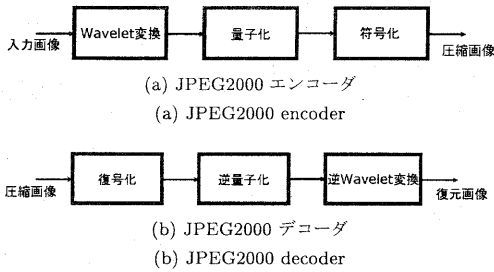 入力画像 Wavelet変換 量子化 符号化 圧縮画像
(a) JPEG2000 エンコーダ
(a) JPEG2000 encoder
圧縮画像 復号化 逆量子化 逆Wavelet変換 復元画像
(b) JPEG2000 デコーダ
(b) JPEG2000 decoder